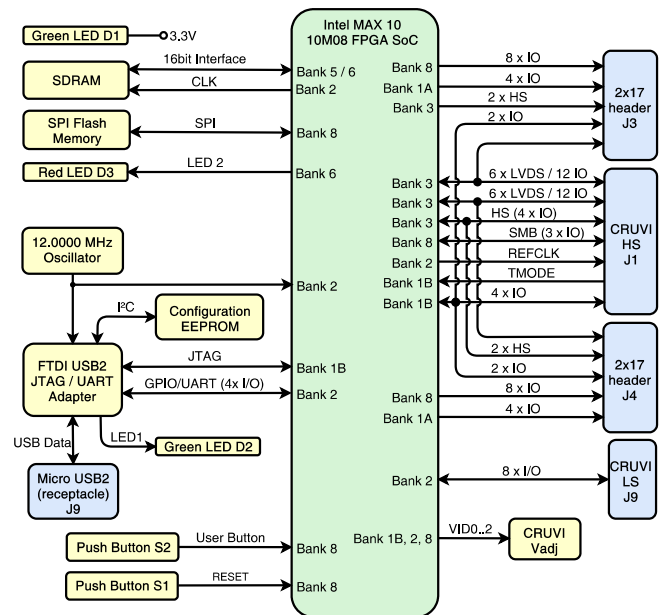 Intel MAX 10
10M08 FPGA SoC
Green LED D1
3.3V
SDRAM
16bit Interface
CLK
Bank 5 / 6
Bank 2
SPI Flash
Memory
SPI
Bank 8
Red LED D3
LED 2
Bank 6
12.0000 MHz
Oscillator
Bank 2
I²C
Configuration
EEPROM
FTDI USB2
JTAG / UART
Adapter
JTAG
Bank 1B
GPIO/UART (4x I/O)
Bank 2
USB Data
LED1
Green LED D2
Micro USB2
(receptacle)
J9
Push Button S2
User Button
Bank 8
Push Button S1
RESET
Bank 8
Bank 8
8 x IO
Bank 1A
4 x IO
Bank 3
2 x HS
2 x IO
2x17
header
J3
Bank 3
6 x LVDS / 12 IO
Bank 3
6 x LVDS / 12 IO
Bank 3
HS (4 x IO)
Bank 8
SMB (3 x IO)
Bank 2
REFCLK
Bank 1B
TMODE
Bank 1B
4 x IO
CRUVI
HS
J1
2 x HS
2 x IO
Bank 8
8 x IO
Bank 1A
4 x IO
2x17
header
J4
Bank 2
8 x I/O
CRUVI
LS
J9
Bank 1B, 2, 8
VID0..2
CRUVI
Vadj